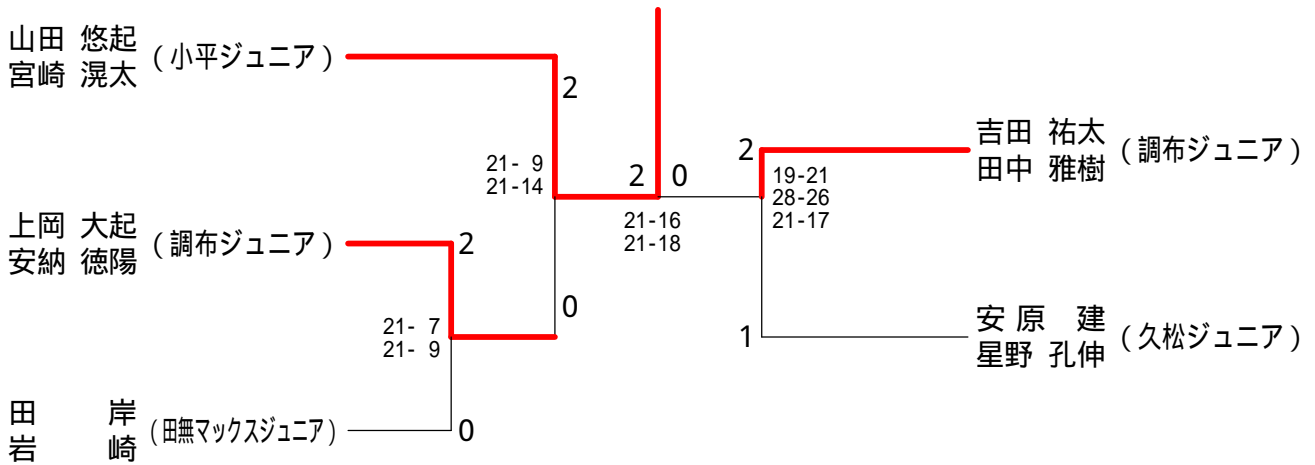 山田 悠起
宮崎 滉太
(小平ジュニア)
2
21- 9
21-14
上岡 大起
安納 徳陽
(調布ジュニア)
2
21- 7
21- 9
0
田 岸
岩 崎
(田無マックスジュニア)
0
2 0
21-16
21-18
吉田 祐太
田中 雅樹
(調布ジュニア)
2
19-21
28-26
21-17
安原 建
星野 孔伸
(久松ジュニア)
1